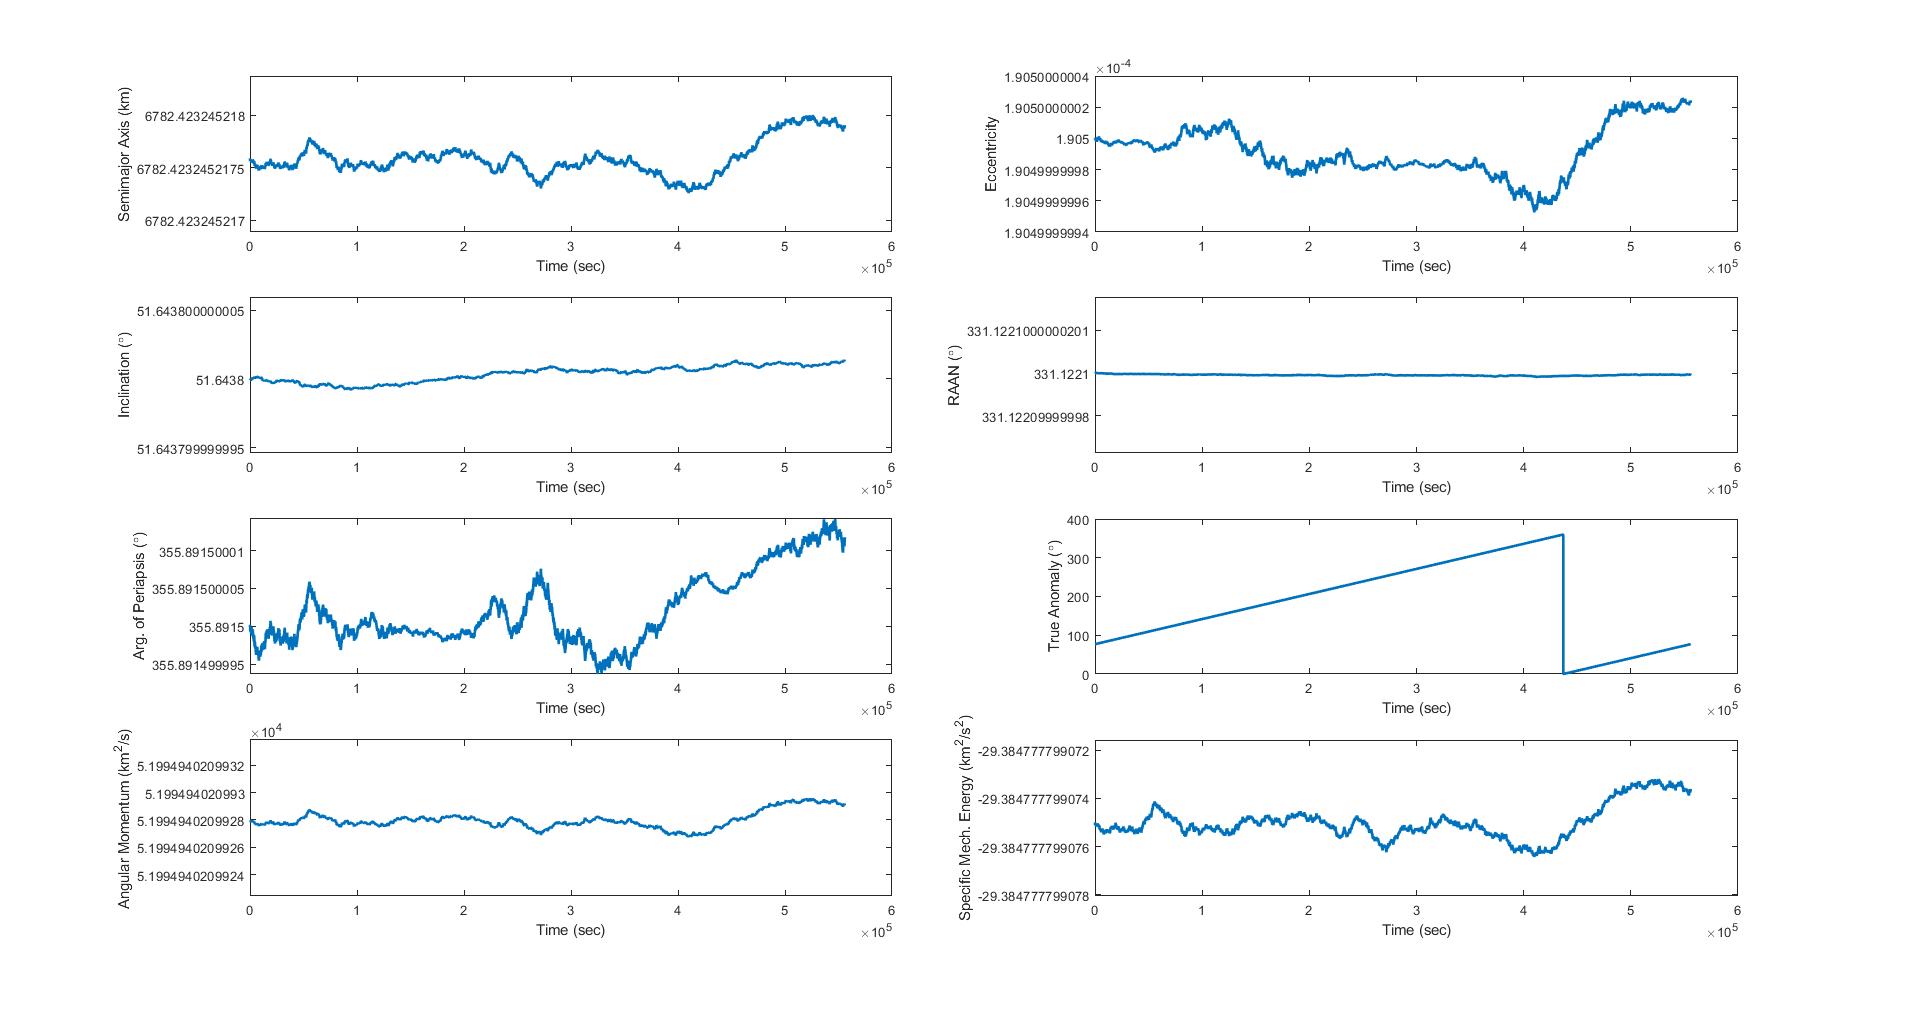 Semimajor Axis (km)
6782.423245218
6782.4232452175
6782.423245217
0 1 2 3 4 5 6
Time (sec)
×10^5
Eccentricity
×10^-4
1.9050000004
1.9050000002
1.905
1.9049999998
1.9049999996
1.9049999994
0 1 2 3 4 5 6
Time (sec)
×10^5
Inclination (°)
51.643800000005
51.6438
51.643799999995
0 1 2 3 4 5 6
Time (sec)
×10^5
RAAN (°)
331.1221000000201
331.1221
331.12209999998
0 1 2 3 4 5 6
Time (sec)
×10^5
Arg. of Periapsis (°)
355.89150001
355.891500005
355.8915
355.891499995
0 1 2 3 4 5 6
Time (sec)
×10^5
True Anomaly (°)
400
300
200
100
0
0 1 2 3 4 5 6
Time (sec)
×10^5
Angular Momentum (km²/s)
×10^4
5.1994940209932
5.199494020993
5.1994940209928
5.1994940209926
5.1994940209924
0 1 2 3 4 5 6
Time (sec)
×10^5
Specific Mech. Energy (km²/s²)
-29.384777799072
-29.384777799074
-29.384777799076
-29.384777799078
0 1 2 3 4 5 6
Time (sec)
×10^5